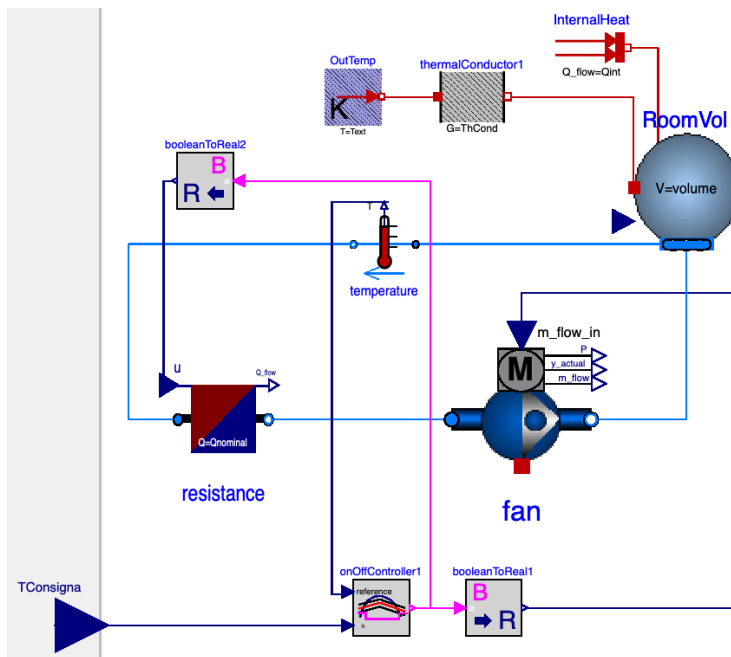 InternalHeat
Q_flow=Qint
OutTemp
K
T=Text
thermalConductor1
G=ThCond
RoomVol
V=volume
booleanToReal2
B
R
T
temperature
m_flow_in
M
P
y_actual
m_flow
u
Q_flow
Q=Qnominal
resistance
fan
TConsigna
onOffController1
reference
u
booleanToReal1
B
R